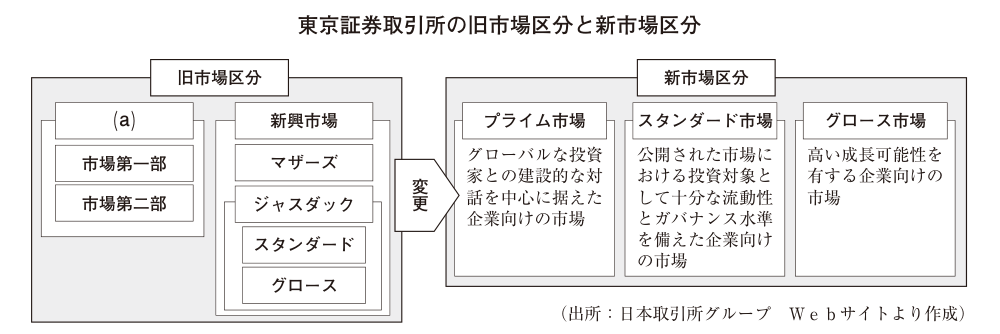 東京証券取引所の旧市場区分と新市場区分
旧市場区分
(a)
市場第一部
市場第二部
新興市場
マザーズ
ジャスダック
スタンダード
グロース
変更
新市場区分
プライム市場
グローバルな投資
家との建設的な対
話を中心に据えた
企業向けの市場
スタンダード市場
公開された市場に
おける投資対象と
して十分な流動性
とガバナンス水準
を備えた企業向け
の市場
グロース市場
高い成長可能性を
有する企業向けの
市場
(出所：日本取引所グループ　Ｗｅｂサイトより作成)